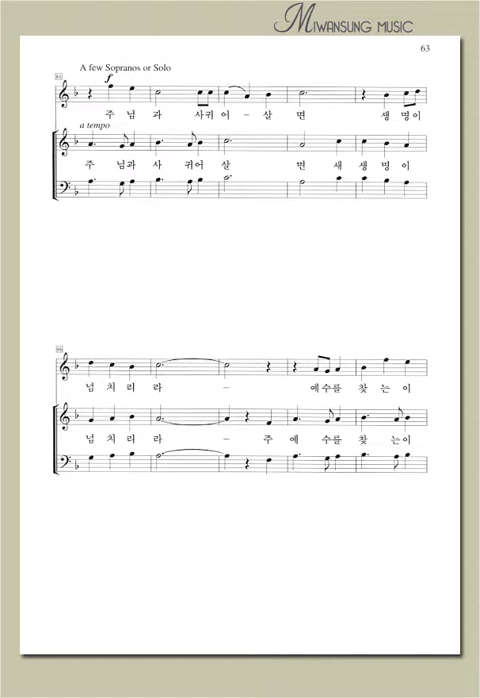 MIWANSUNG MUSIC
63
A few Sopranos or Solo
f
주 님 과 사귀 어 - 살 면 생 명이
a tempo
주 님과 사 귀어 살 면 새 생 명 이
넘 치 리 라 - 예수를 찾 는 이
넘 치 리 라 - 주 예 수를 찾 는이